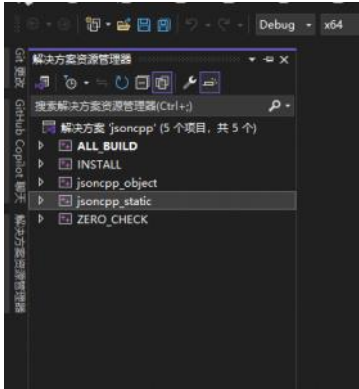 Debug
x64
解决方案资源管理器
搜索解决方案资源管理器(Ctrl+;)
解决方案 'jsoncpp' (5 个项目，共 5 个)
ALL_BUILD
INSTALL
jsoncpp_object
jsoncpp_static
ZERO_CHECK
Git 更改
GitHub Copilot 聊天
解决方案资源管理器